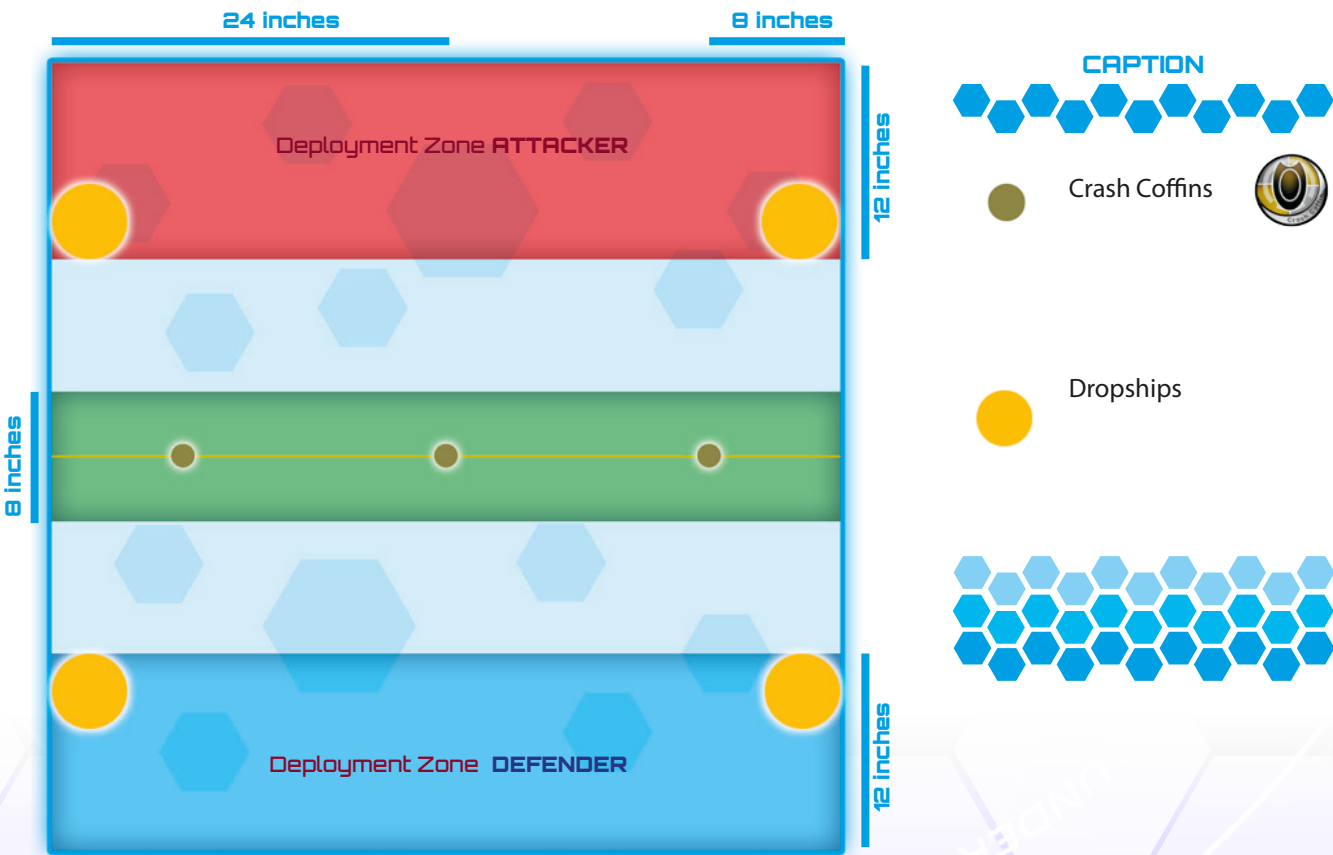 24 inches
8 inches
CAPTION
Deployment Zone ATTACKER
12 inches
Crash Coffins
Dropships
8 inches
Deployment Zone DEFENDER
12 inches